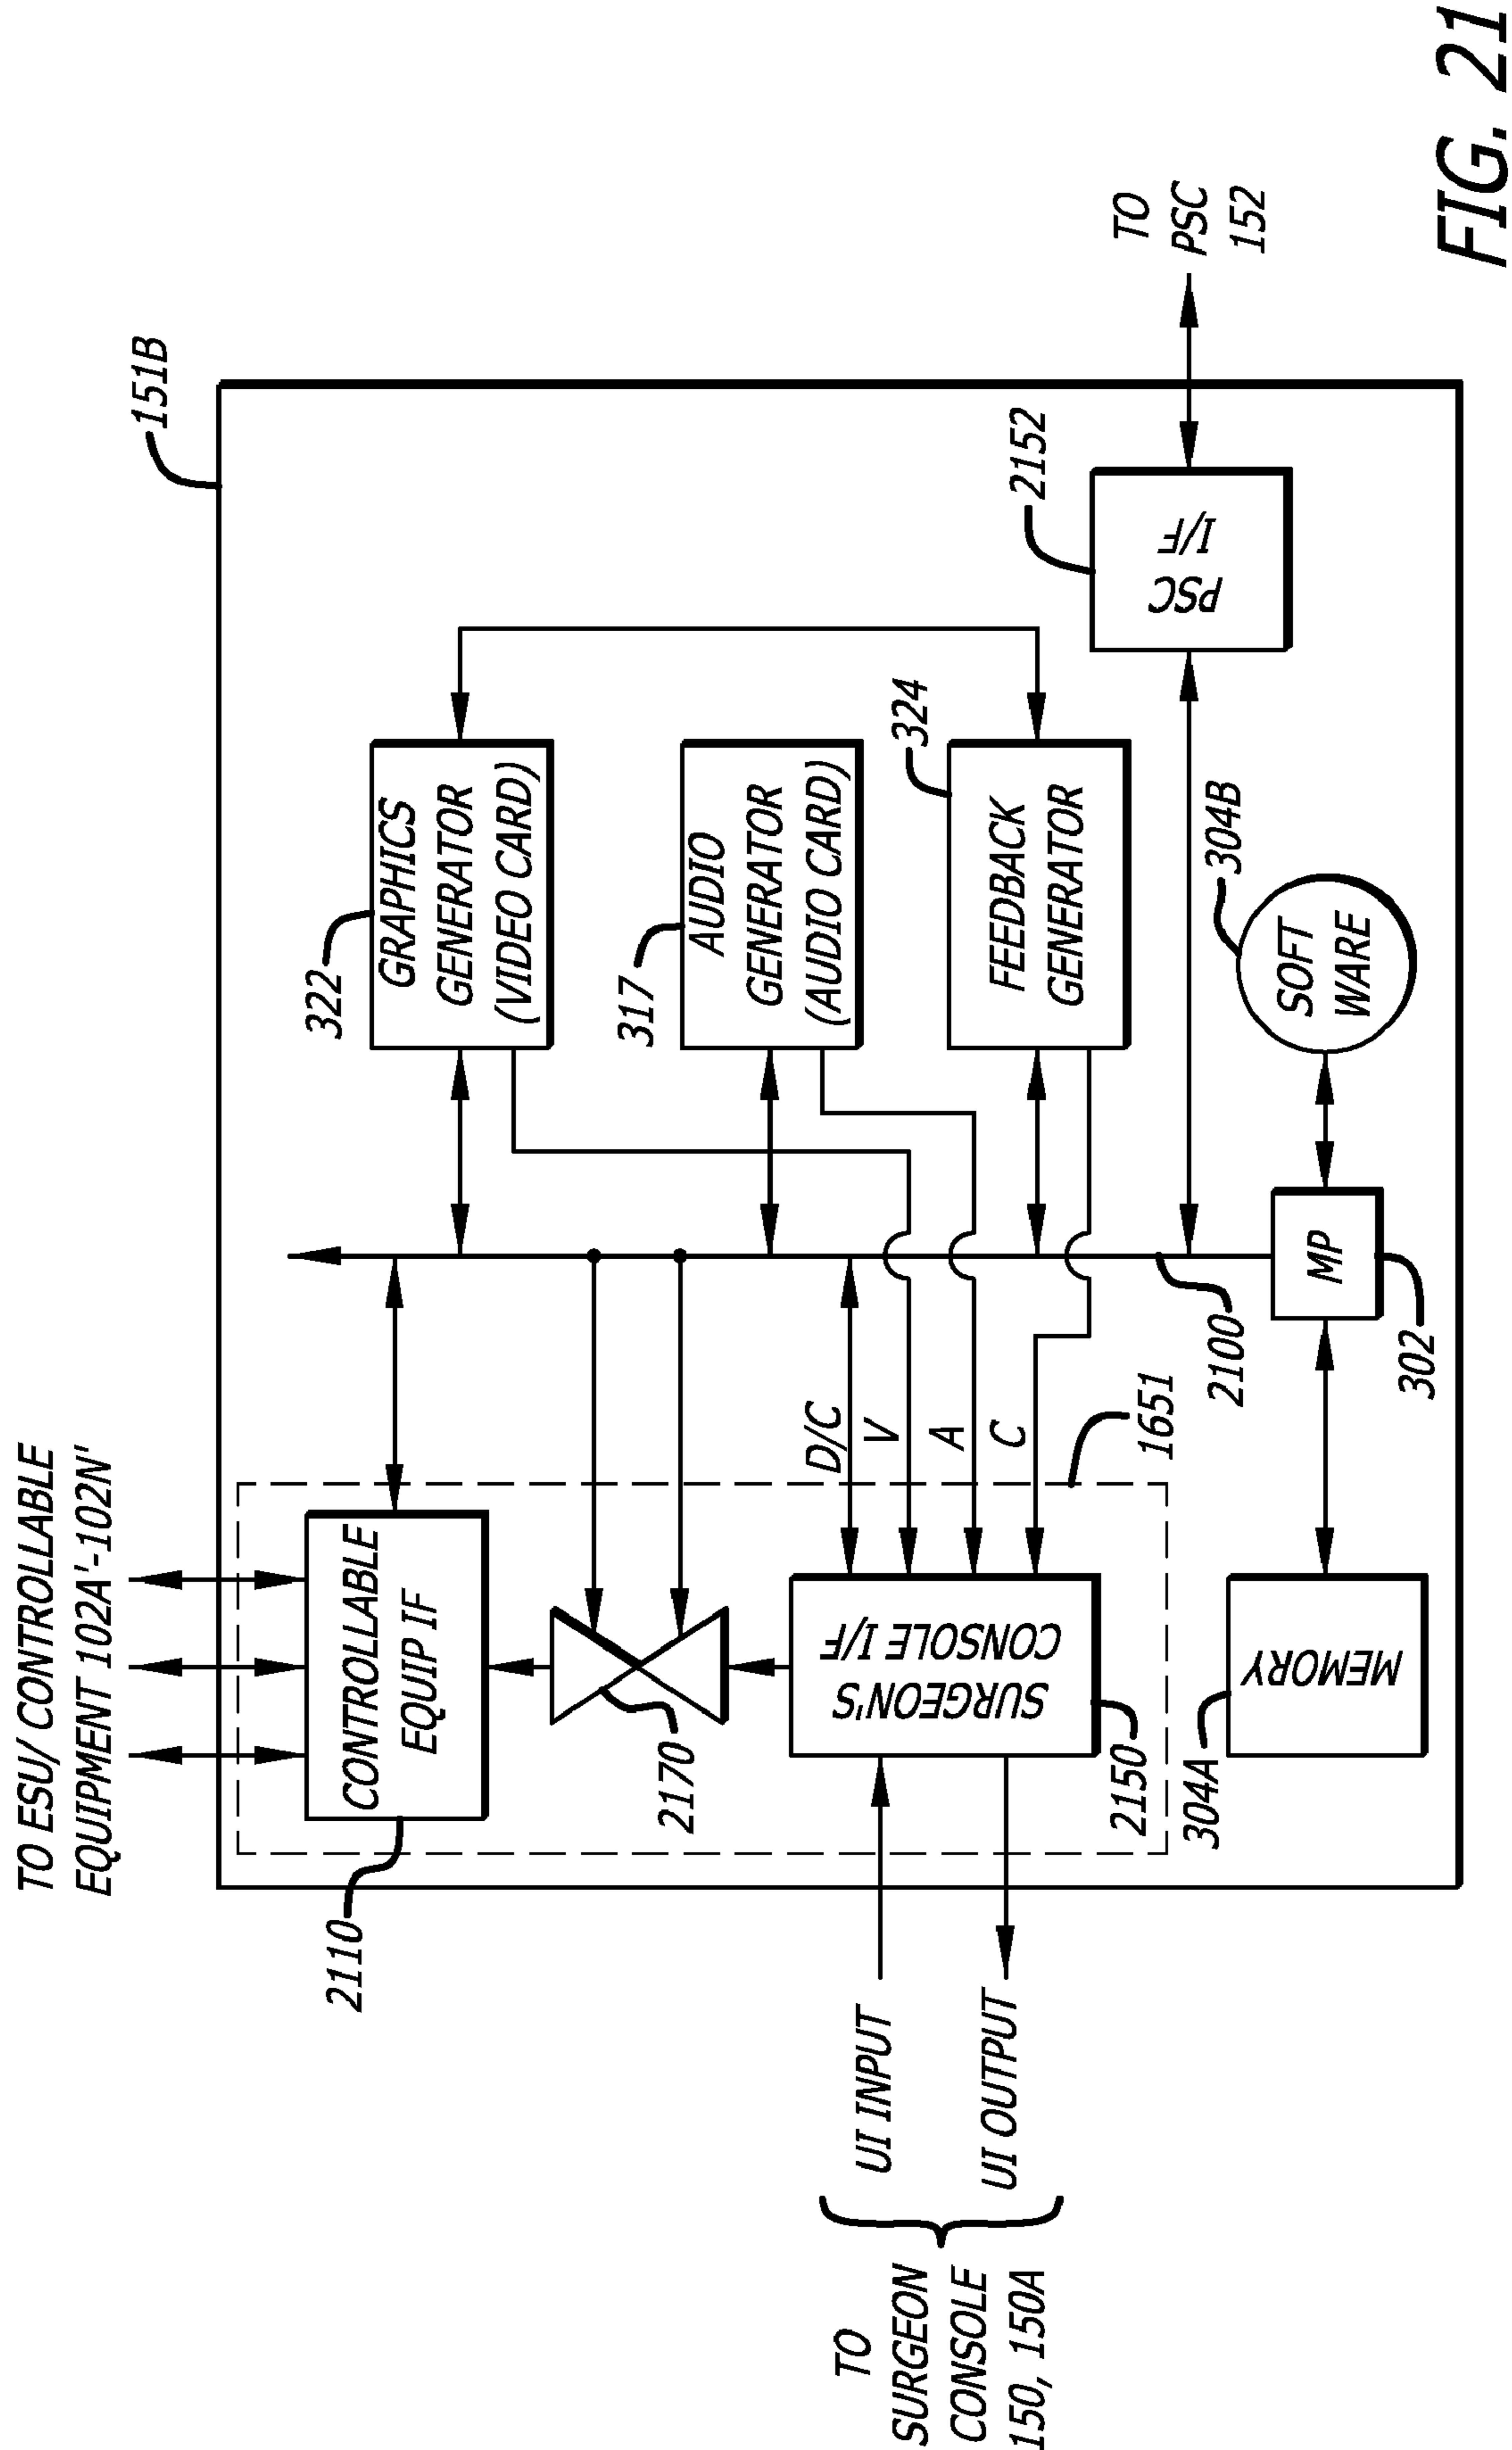 TO ESU/ CONTROLLABLE
EQUIPMENT 102A'-102N'
151B
2110
CONTROLLABLE
EQUIP IF
322
GRAPHICS
GENERATOR
(VIDEO CARD)
317
AUDIO
GENERATOR
(AUDIO CARD)
2170
324
FEEDBACK
GENERATOR
D/C
V
A
C
UI INPUT
UI OUTPUT
TO
SURGEON
CONSOLE
150, 150A
SURGEON'S
CONSOLE I/F
2150
1651
2100
2152
PSC
I/F
TO
PSC
152
304A
MEMORY
MP
302
304B
SOFT
WARE
FIG. 21